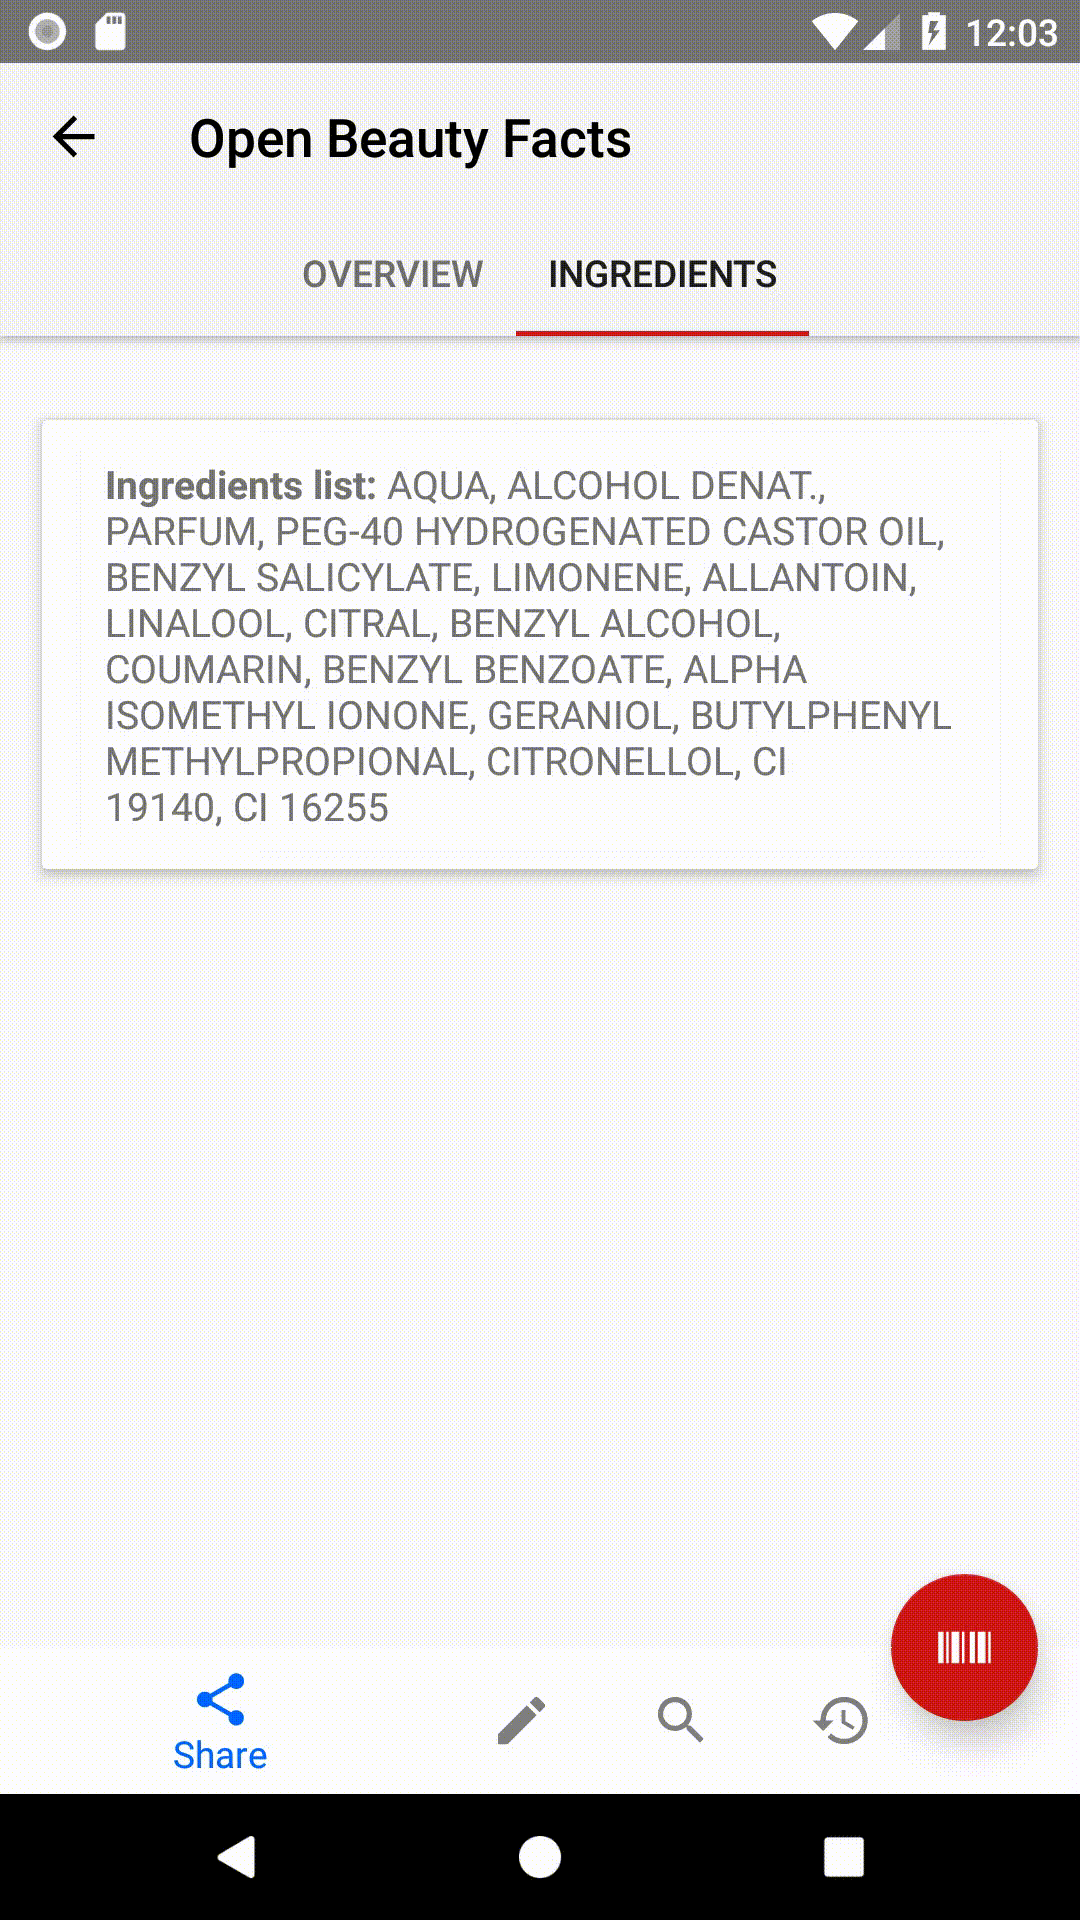 12:03
Open Beauty Facts
OVERVIEW INGREDIENTS
Ingredients list: AQUA, ALCOHOL DENAT.,
PARFUM, PEG-40 HYDROGENATED CASTOR OIL,
BENZYL SALICYLATE, LIMONENE, ALLANTOIN,
LINALOOL, CITRAL, BENZYL ALCOHOL,
COUMARIN, BENZYL BENZOATE, ALPHA
ISOMETHYL IONONE, GERANIOL, BUTYLPHENYL
METHYLPROPIONAL, CITRONELLOL, CI
19140, CI 16255
Share